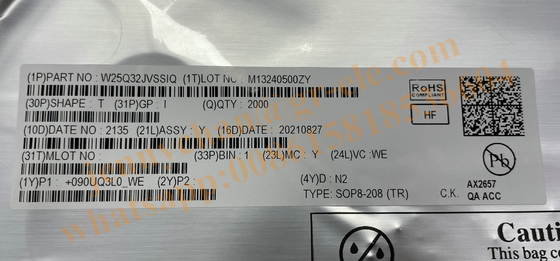 (1P)PART NO : W25Q32JVSSIQ (1T)LOT NO : M13240500ZY
(30P)SHAPE : T (31P)GP : I (Q)QTY : 2000
RoHS
COMPLIANT
HF
(10D)DATE NO : 2135 (21L)ASSY : Y (16D)DATE : 20210827
(31T)MLOT NO : (33P)BIN : 1 (23L)MC : Y (24L)VC :WE
Pb
(1Y)P1 : +090UQ3L0_WE (2Y)P2 : (4Y)D : N2
TYPE: SOP8-208 (TR) C.K.
AX2657
QA ACC
Cauti
This bag co